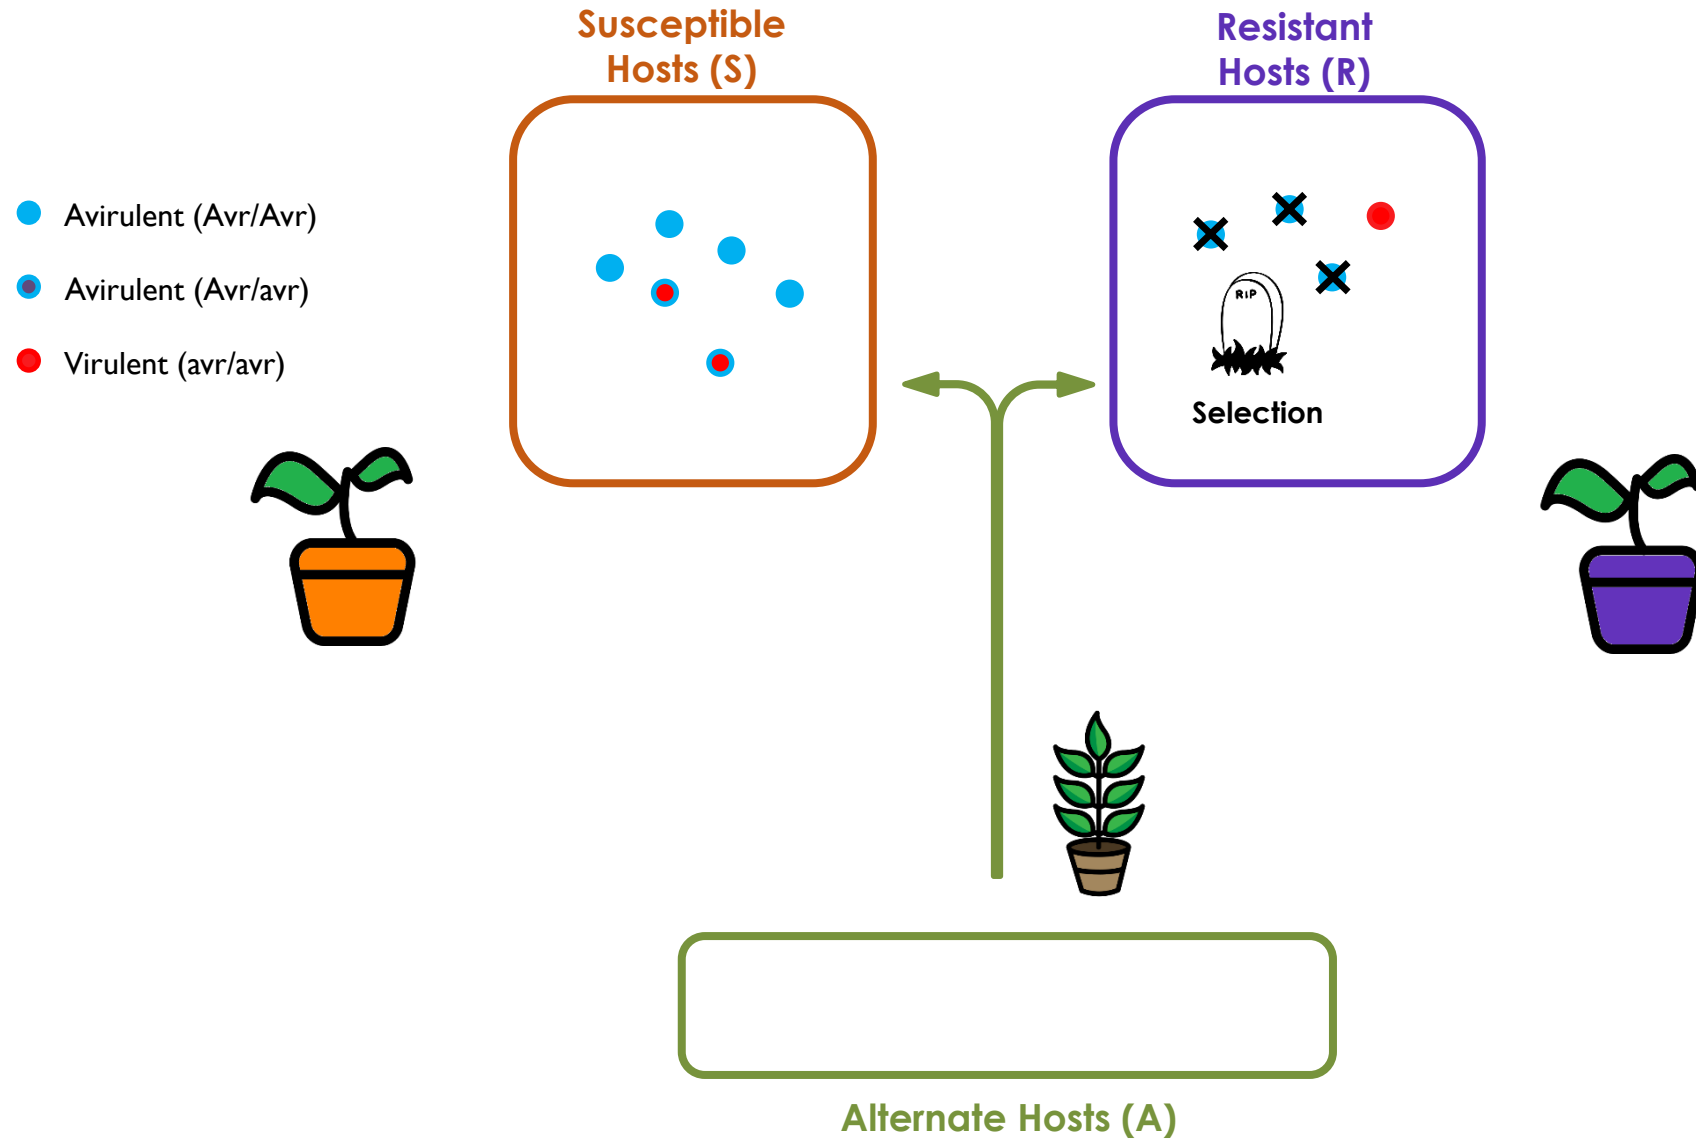 Susceptible
Hosts (S)
Resistant
Hosts (R)
Avirulent (Avr/Avr)
Avirulent (Avr/avr)
Virulent (avr/avr)
RIP
Selection
Alternate Hosts (A)